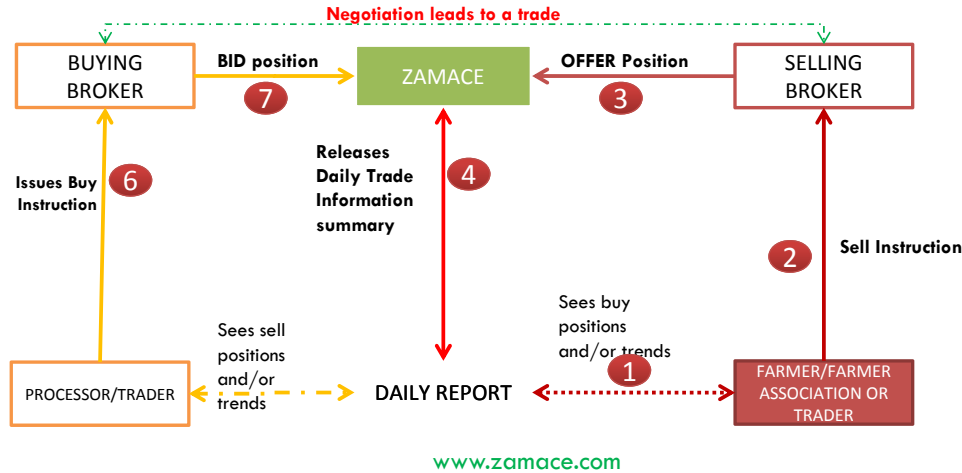 Negotiation leads to a trade
BUYING
BROKER
BID position
7
ZAMACE
OFFER Position
3
SELLING
BROKER
Issues Buy
Instruction
6
Releases
Daily Trade
Information
summary
4
2
Sell Instruction
Sees sell
positions
and/or
trends
Sees buy
positions
and/or trends
1
PROCESSOR/TRADER
DAILY REPORT
FARMER/FARMER
ASSOCIATION OR
TRADER
www.zamace.com